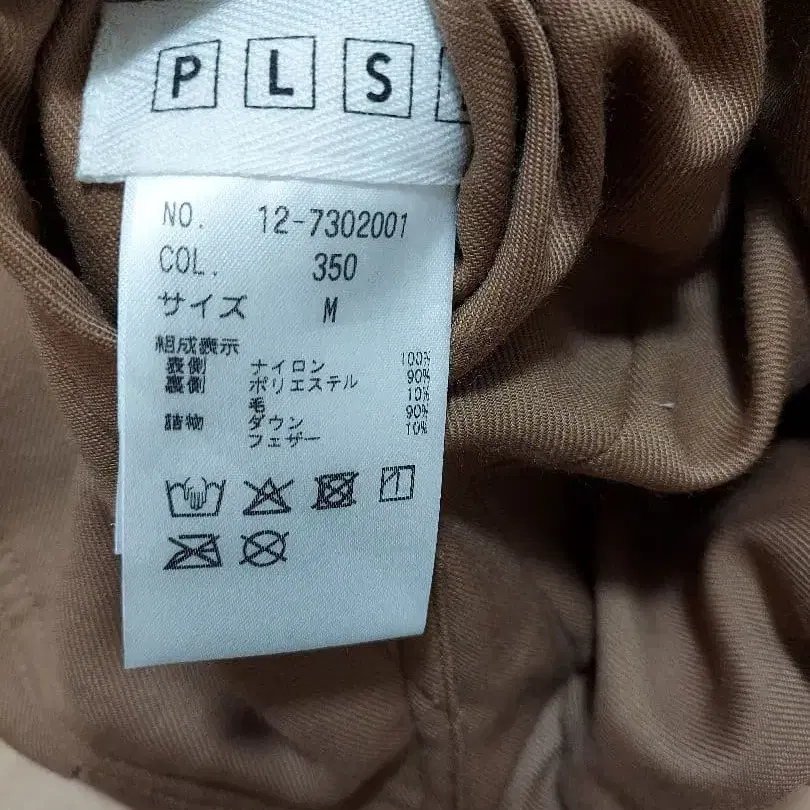 P L S
NO. 12-7302001
COL. 350
サイズ M
組成表示
表側 ナイロン 100%
裏側 ポリエステル 90%
毛 10%
詰物 ダウン 90%
フェザー 10%